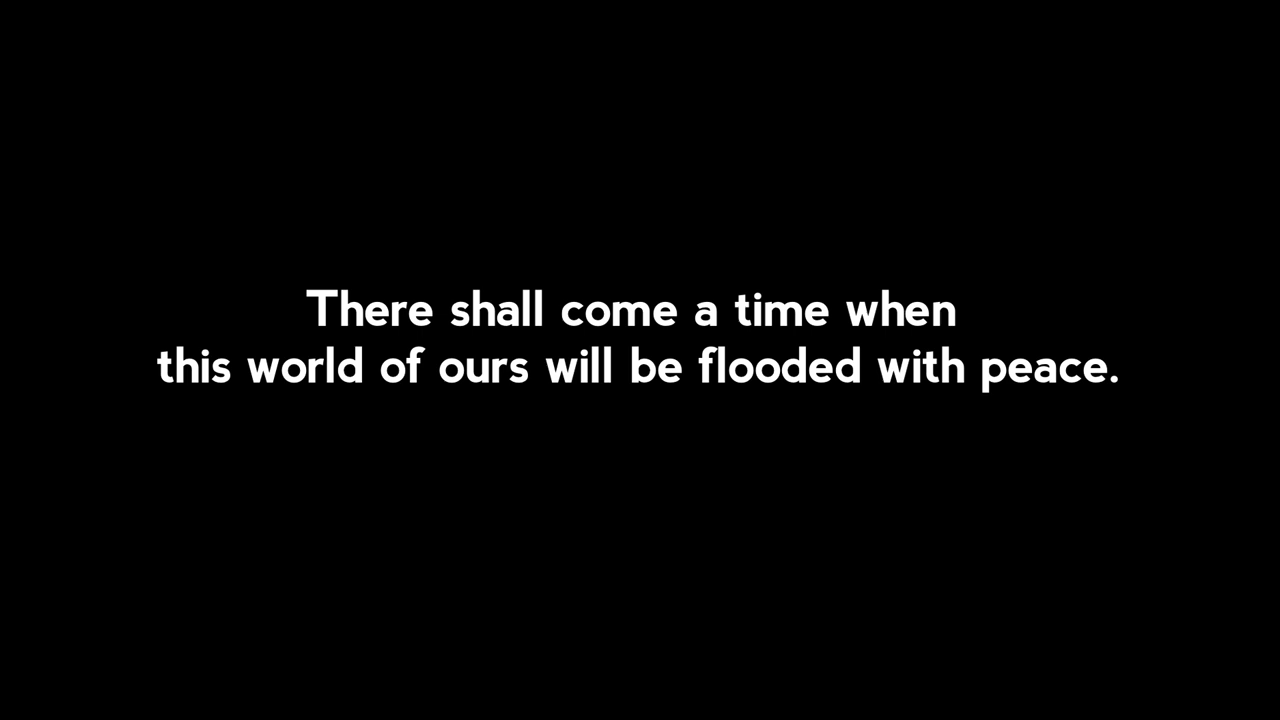 There shall come a time when
this world of ours will be flooded with peace.